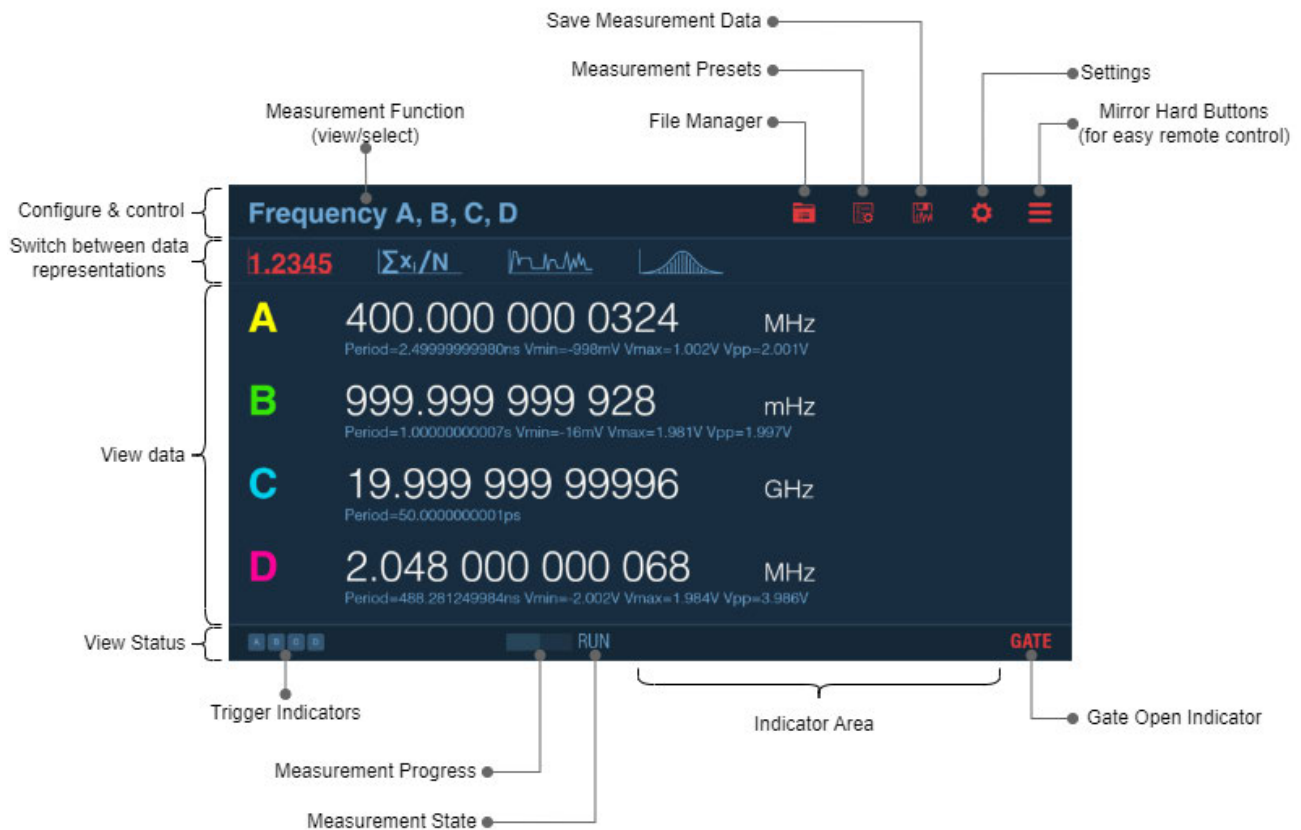 Save Measurement Data
Measurement Presets
Settings
Measurement Function
(view/select)
File Manager
Mirror Hard Buttons
(for easy remote control)
Configure & control
Frequency A, B, C, D
Switch between data
representations
1.2345
∑xᵢ/N
A 400.000 000 0324 MHz
Period=2.49999999980ns Vmin=-998mV Vmax=1.002V Vpp=2.001V
B 999.999 999 928 mHz
Period=1.00000000007s Vmin=-16mV Vmax=1.981V Vpp=1.997V
View data
C 19.999 999 99996 GHz
Period=50.0000000001ps
D 2.048 000 000 068 MHz
Period=488.281249984ns Vmin=-2.002V Vmax=1.984V Vpp=3.986V
View Status
A B C D
RUN
GATE
Trigger Indicators
Indicator Area
Gate Open Indicator
Measurement Progress
Measurement State